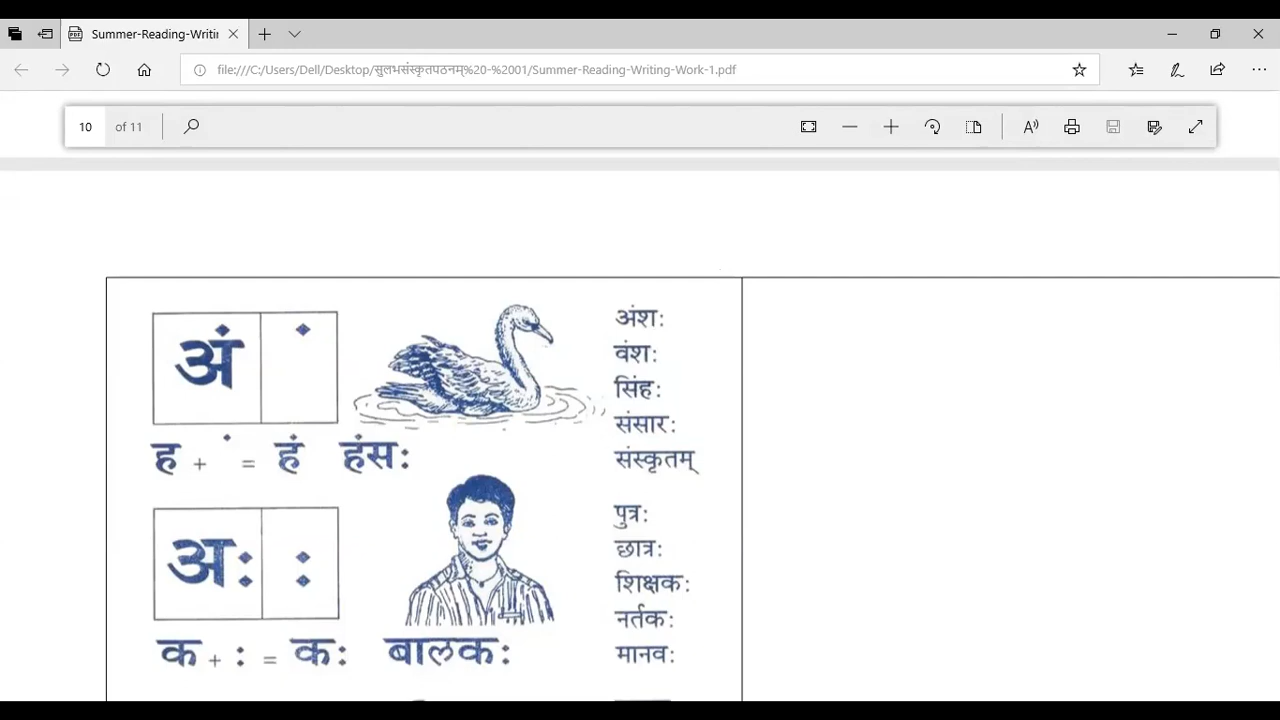 Summer-Reading-Writin
file:///C:/Users/Dell/Desktop/सुलभसंस्कृतपठनम्%20-%2001/Summer-Reading-Writing-Work-1.pdf
10 of 11
अं ं
ह + ं = हं हंसः
अंशः
वंशः
सिंहः
संसारः
संस्कृतम्
अः ः
क + ः = कः बालकः
पुत्रः
छात्रः
शिक्षकः
नर्तकः
मानवः